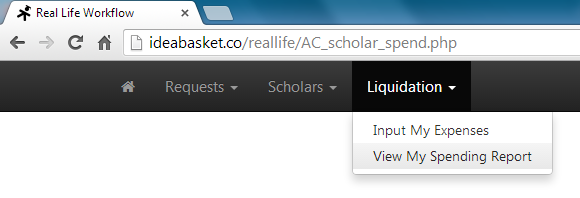 Real Life Workflow
ideabasket.co/reallife/AC_scholar_spend.php
Requests Scholars Liquidation
Input My Expenses
View My Spending Report